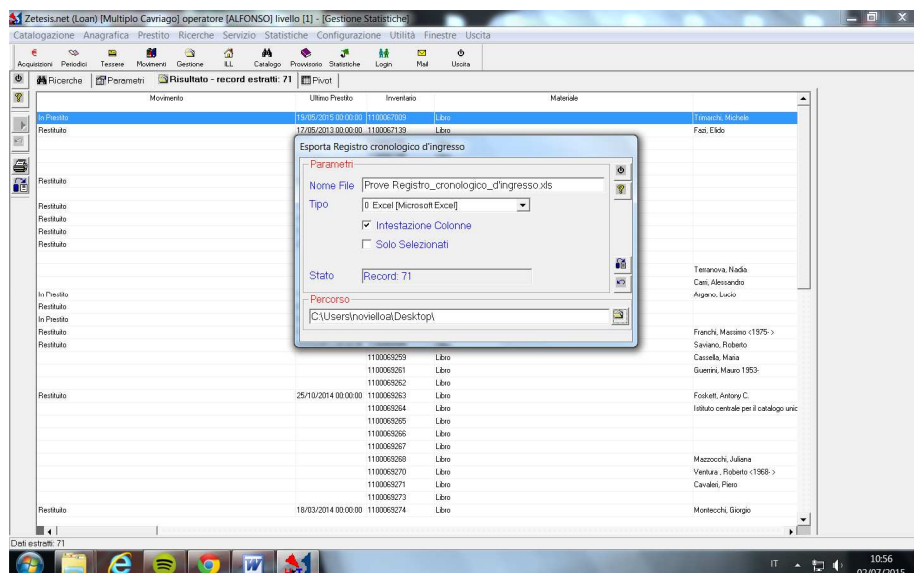 Zetesis.net (Loan) [Multiplo Cavriago] operatore [ALFONSO] livello [1] - [Gestione Statistiche]
Catalogazione Anagrafica Prestito Ricerche Servizio Statistiche Configurazione Utilità Finestre Uscita
Acquisizioni Periodici Tessere Movimenti Gestione ILL Catalogo Provvisorio Statistiche Login Mail Uscita
Ricerche Parametri Risultato - record estratti: 71 Pivot
Movimento Ultimo Prestito Inventario Materiale
In Prestito 19/05/2015 00:00:00 1100067009 Libro Trimarchi, Michele
Restituito 17/05/2013 00:00:00 1100067139 Libro Fazi, Elido
Esporta Registro cronologico d'ingresso
Parametri
Restituito
Nome File Prove Registro_cronologico_d'ingresso.xls
Restituito
Tipo 0 Excel [Microsoft Excel]
Restituito
Intestazione Colonne
Restituito
Solo Selezionati
Restituito
Terranova, Nadia
Stato Record: 71
Carri, Alessandro
In Prestito Argano, Lucio
Percorso
Restituito
In Prestito
C:\Users\novielloa\Desktop\
Restituito Franchi, Massimo <1975- >
Restituito Saviano, Roberto
1100069259 Libro Cassella, Maria
1100069261 Libro Guerrini, Mauro 1953-
1100069262 Libro
Restituito 25/10/2014 00:00:00 1100069263 Libro Foskett, Antony C.
1100069264 Libro Istituto centrale per il catalogo unic
1100069265 Libro
1100069266 Libro
1100069267 Libro
1100069268 Libro Mazzocchi, Juliana
1100069270 Libro Ventura , Roberto <1968- >
1100069271 Libro Cavaleri, Piero
1100069273 Libro
Restituito 18/03/2014 00:00:00 1100069274 Libro Montecchi, Giorgio
Dati estratti: 71
IT 10:56
02/07/2015